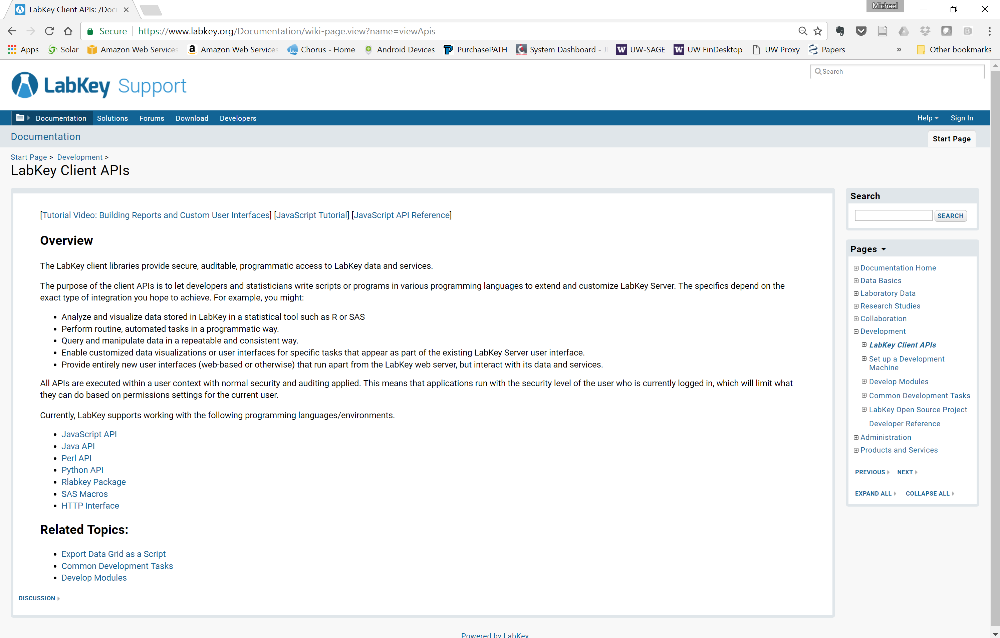 LabKey Client APIs: /Doc
Michael
Secure https://www.labkey.org/Documentation/wiki-page.view?name=viewApis
Apps Solar Amazon Web Services Amazon Web Services Chorus - Home Android Devices PurchasePATH System Dashboard - J UW-SAGE UW FinDesktop UW Proxy Papers » Other bookmarks
Search
LabKey Support
Documentation Solutions Forums Download Developers Help Sign In
Documentation
Start Page
Start Page > Development >
LabKey Client APIs
[Tutorial Video: Building Reports and Custom User Interfaces] [JavaScript Tutorial] [JavaScript API Reference]
Overview
The LabKey client libraries provide secure, auditable, programmatic access to LabKey data and services.
The purpose of the client APIs is to let developers and statisticians write scripts or programs in various programming languages to extend and customize LabKey Server. The specifics depend on the
exact type of integration you hope to achieve. For example, you might:
• Analyze and visualize data stored in LabKey in a statistical tool such as R or SAS
• Perform routine, automated tasks in a programmatic way.
• Query and manipulate data in a repeatable and consistent way.
• Enable customized data visualizations or user interfaces for specific tasks that appear as part of the existing LabKey Server user interface.
• Provide entirely new user interfaces (web-based or otherwise) that run apart from the LabKey web server, but interact with its data and services.
All APIs are executed within a user context with normal security and auditing applied. This means that applications run with the security level of the user who is currently logged in, which will limit what
they can do based on permissions settings for the current user.
Currently, LabKey supports working with the following programming languages/environments.
• JavaScript API
• Java API
• Perl API
• Python API
• Rlabkey Package
• SAS Macros
• HTTP Interface
Related Topics:
• Export Data Grid as a Script
• Common Development Tasks
• Develop Modules
DISCUSSION
Search
SEARCH
Pages
Documentation Home
Data Basics
Laboratory Data
Research Studies
Collaboration
Development
LabKey Client APIs
Set up a Development
Machine
Develop Modules
Common Development Tasks
LabKey Open Source Project
Developer Reference
Administration
Products and Services
PREVIOUS NEXT
EXPAND ALL COLLAPSE ALL
Powered by LabKey